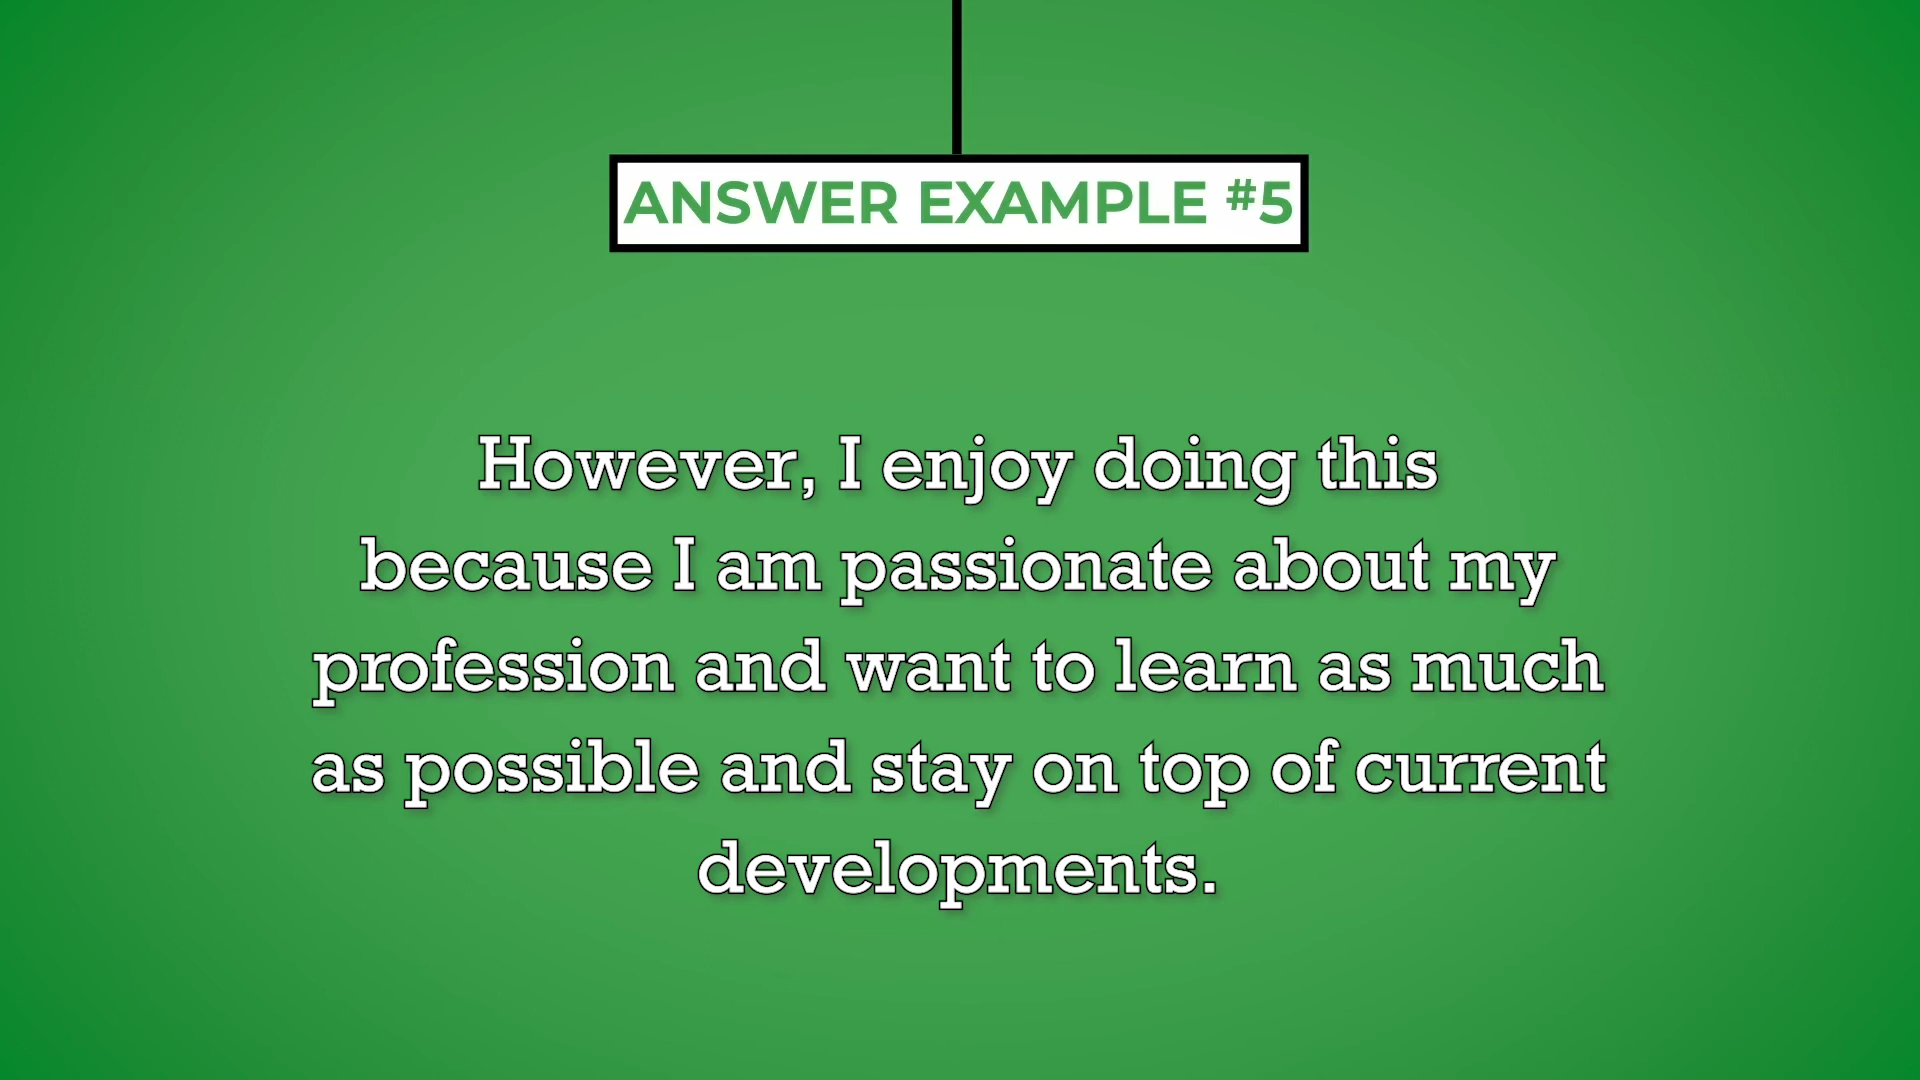 ANSWER EXAMPLE #5
However, I enjoy doing this
because I am passionate about my
profession and want to learn as much
as possible and stay on top of current
developments.